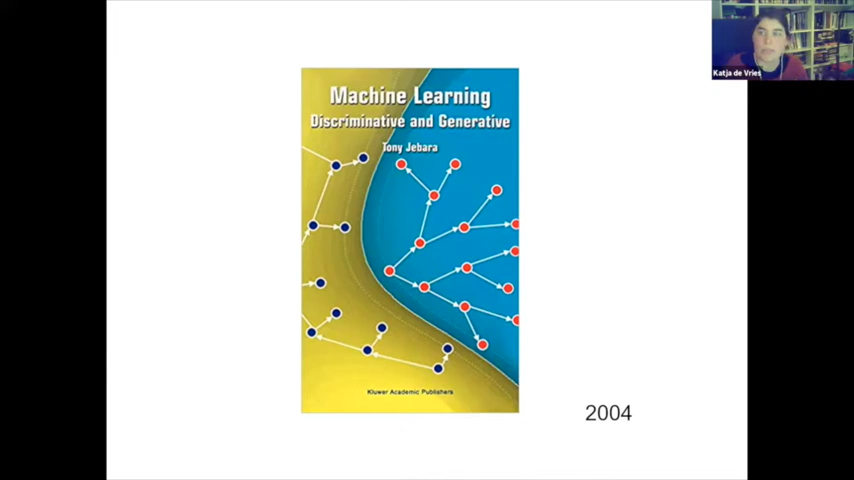 Katja de Vries
Machine Learning
Discriminative and Generative
Tony Jebara
Kluwer Academic Publishers
2004